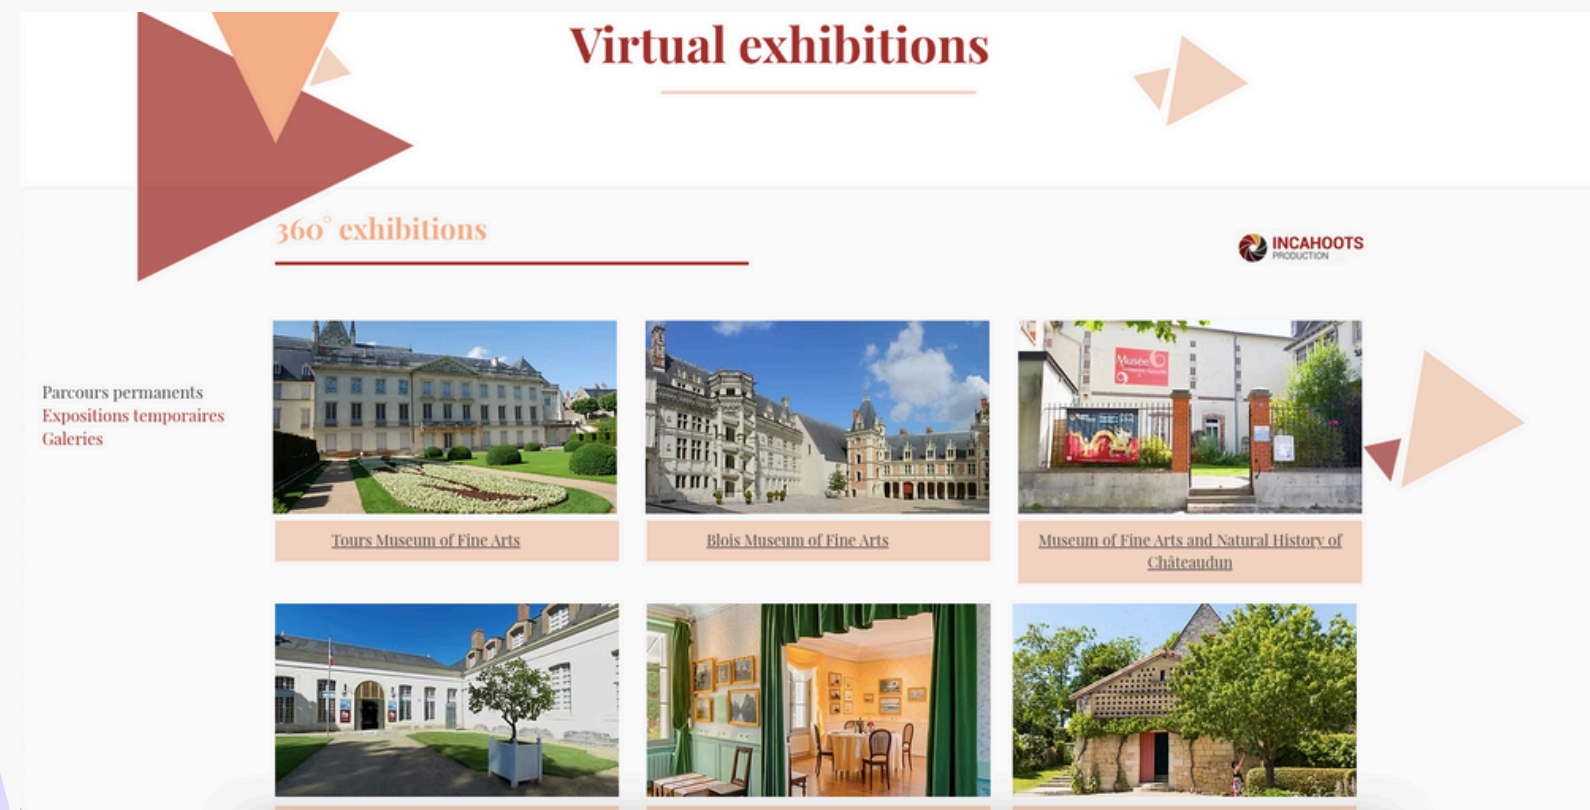 Virtual exhibitions
360° exhibitions
INCAHOOTS
PRODUCTION
Parcours permanents
Expositions temporaires
Galeries
Musée
Tours Museum of Fine Arts
Blois Museum of Fine Arts
Museum of Fine Arts and Natural History of
Châteaudun